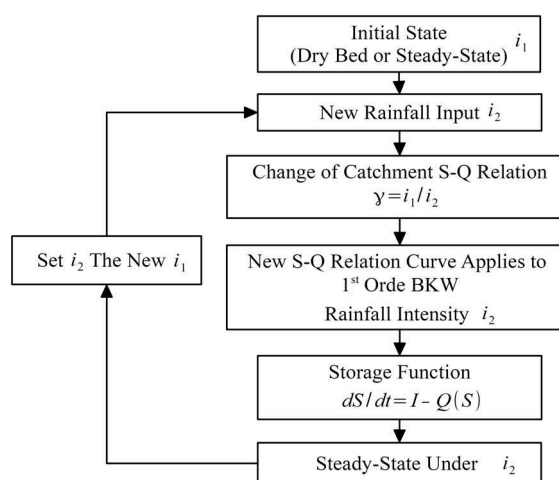 Initial State i₁
(Dry Bed or Steady-State)
New Rainfall Input i₂
Change of Catchment S-Q Relation
γ=i₁/i₂
Set i₂ The New i₁
New S-Q Relation Curve Applies to
1st Orde BKW
Rainfall Intensity i₂
Storage Function
dS/dt=I-Q(S)
Steady-State Under i₂